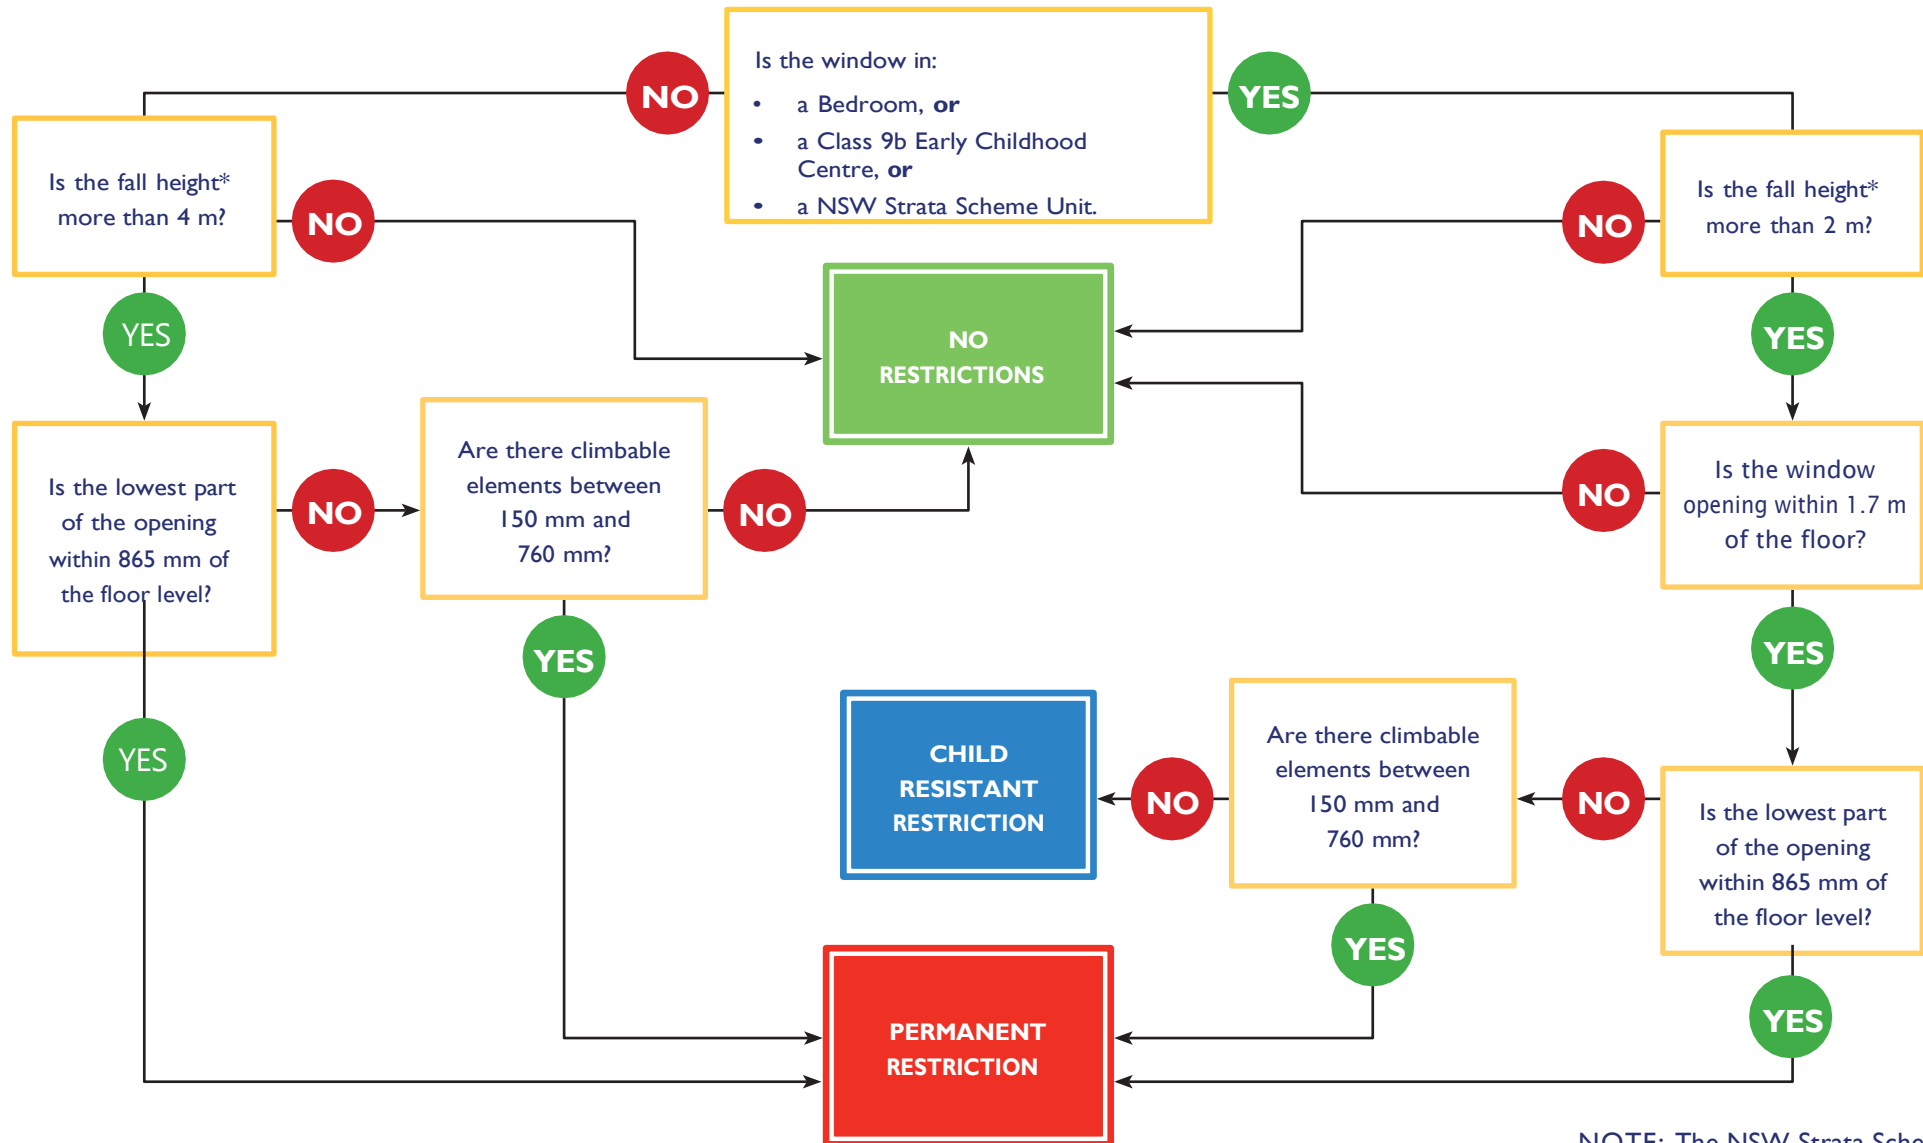 Is the window in:
• a Bedroom, or
• a Class 9b Early Childhood
Centre, or
• a NSW Strata Scheme Unit.
NO
YES
Is the fall height*
more than 4 m?
NO
YES
Is the fall height*
more than 2 m?
NO
YES
NO
RESTRICTIONS
Is the lowest part
of the opening
within 865 mm of
the floor level?
NO
YES
Are there climbable
elements between
150 mm and
760 mm?
NO
YES
Is the window
opening within 1.7 m
of the floor?
NO
YES
CHILD
RESISTANT
RESTRICTION
NO
Are there climbable
elements between
150 mm and
760 mm?
YES
NO
Is the lowest part
of the opening
within 865 mm of
the floor level?
YES
PERMANENT
RESTRICTION
NOTE: The NSW Strata Sche